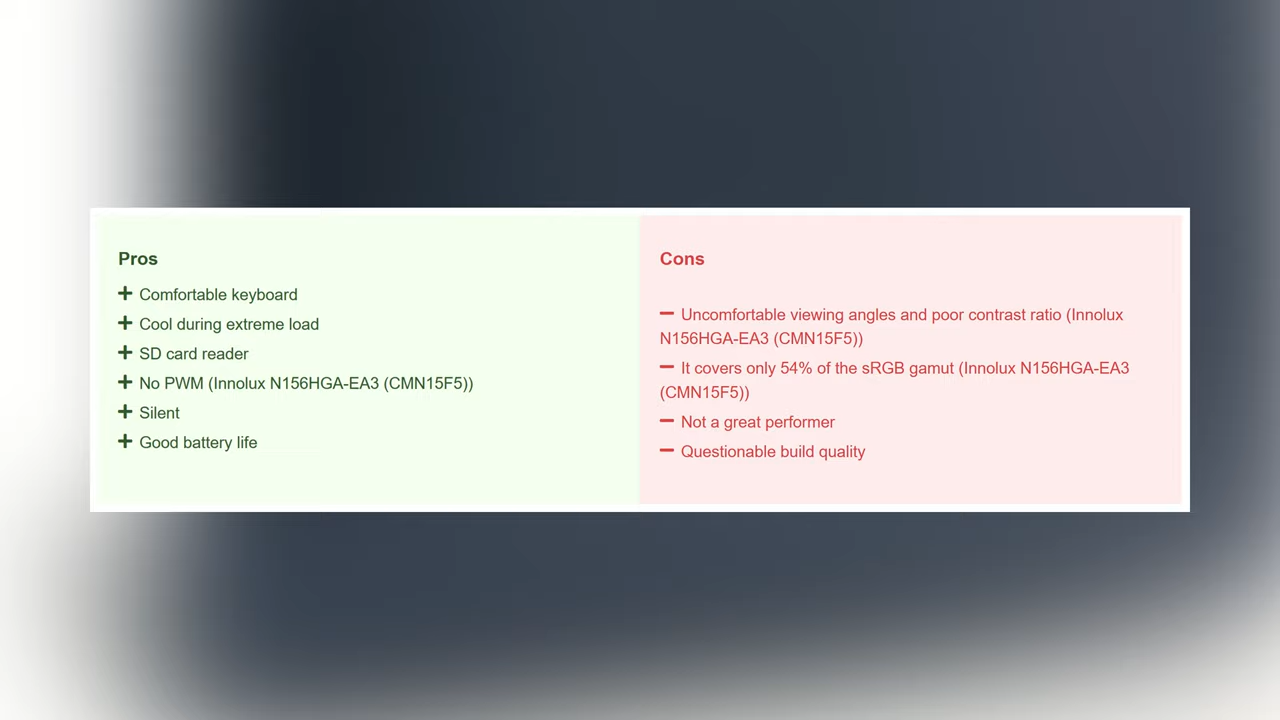 Pros
Comfortable keyboard
Cool during extreme load
SD card reader
No PWM (Innolux N156HGA-EA3 (CMN15F5))
Silent
Good battery life
Cons
Uncomfortable viewing angles and poor contrast ratio (Innolux
N156HGA-EA3 (CMN15F5))
It covers only 54% of the sRGB gamut (Innolux N156HGA-EA3
(CMN15F5))
Not a great performer
Questionable build quality